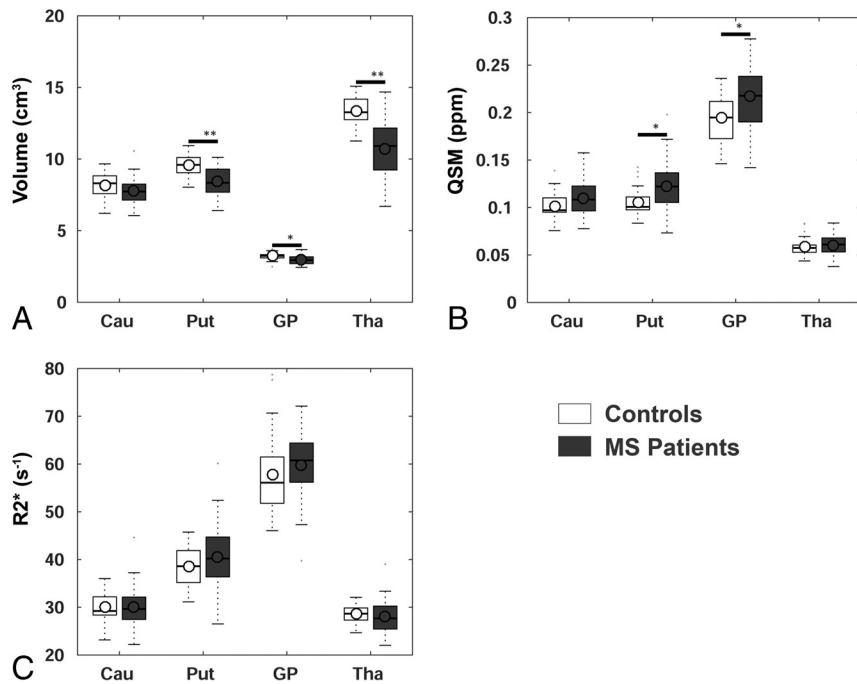 20
15
10
5
0
Volume (cm³)
**
**
*
Cau Put GP Tha
A
0.3
0.25
0.2
0.15
0.1
0.05
0
QSM (ppm)
*
*
Cau Put GP Tha
B
80
70
60
50
40
30
20
R2* (s⁻¹)
Cau Put GP Tha
C
Controls
MS Patients